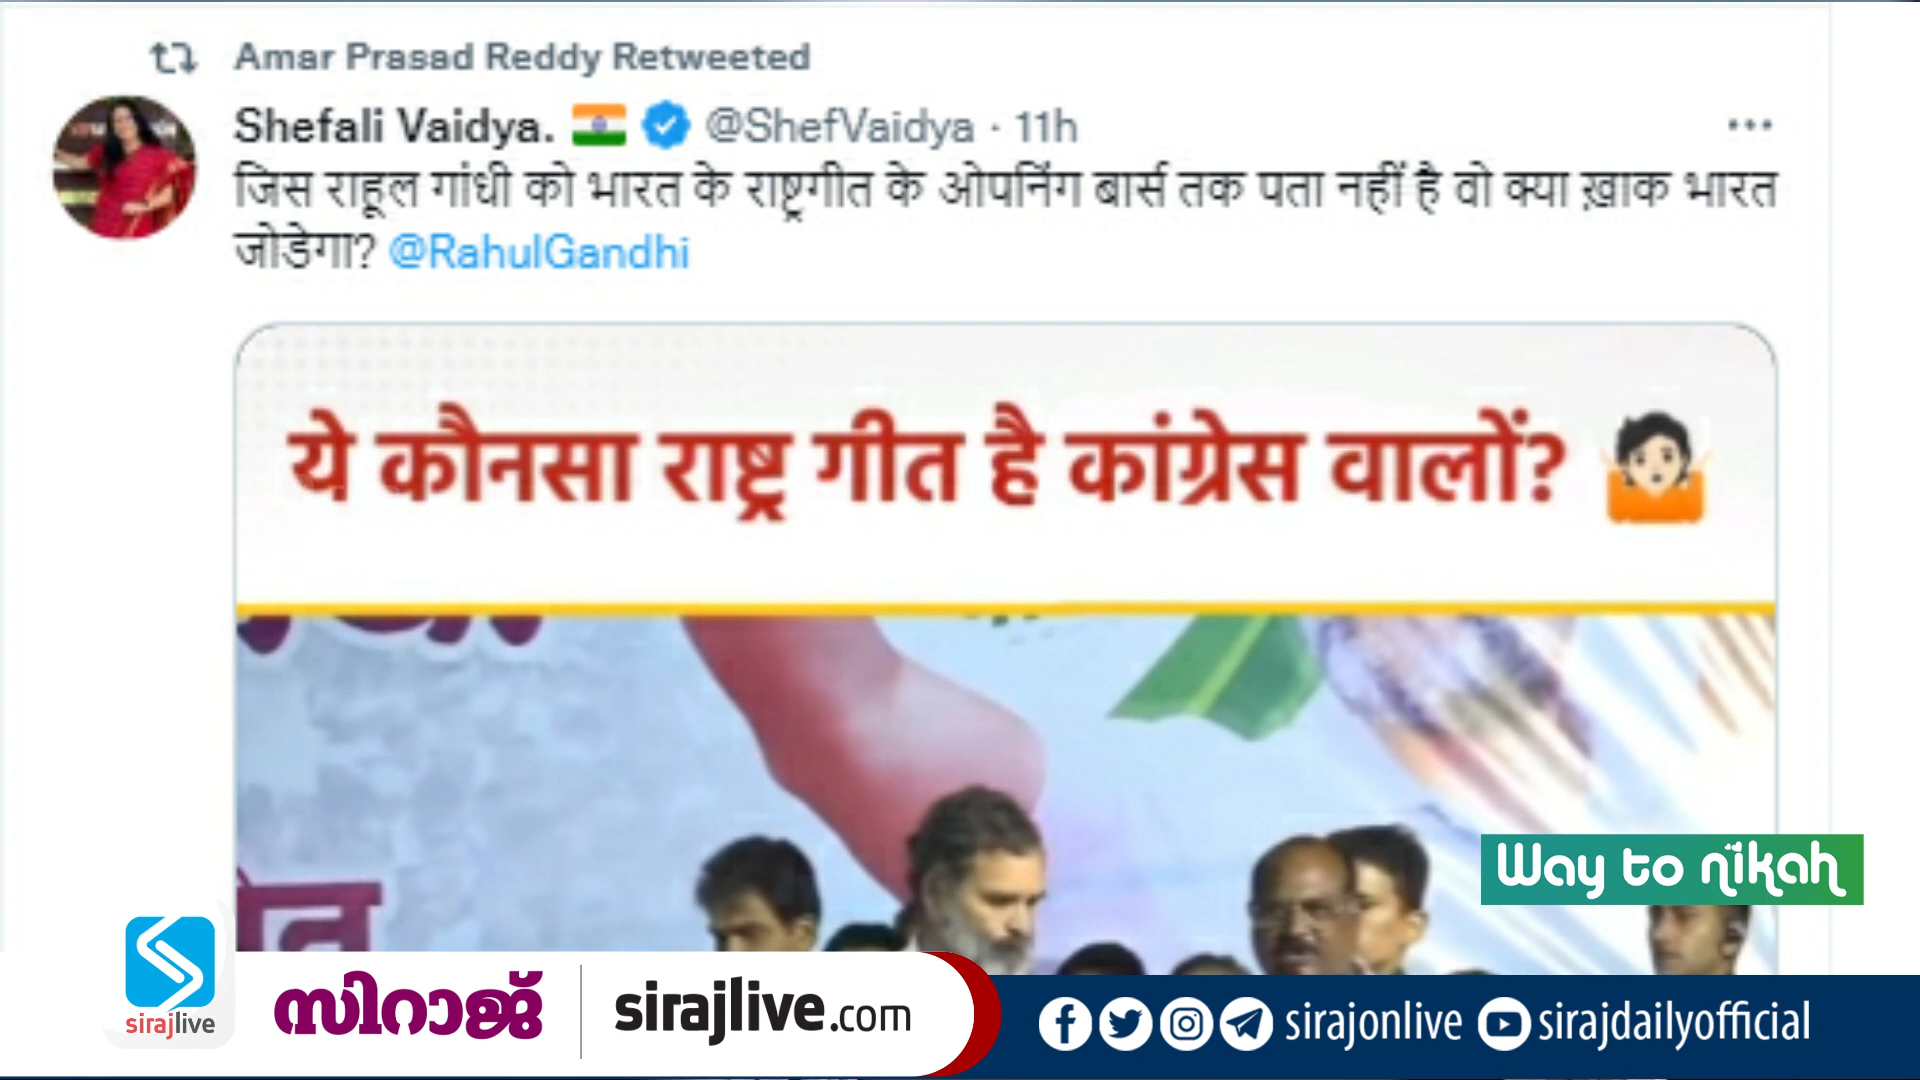 Amar Prasad Reddy Retweeted
Shefali Vaidya. @ShefVaidya · 11h
जिस राहूल गांधी को भारत के राष्ट्रगीत के ओपनिंग बार्स तक पता नहीं है वो क्या ख़ाक भारत
जोडेगा? @RahulGandhi
ये कौनसा राष्ट्र गीत है कांग्रेस वालों?
Way to nikah
sirajlive
സിറാജ്
sirajlive.com
sirajonlive
sirajdailyofficial